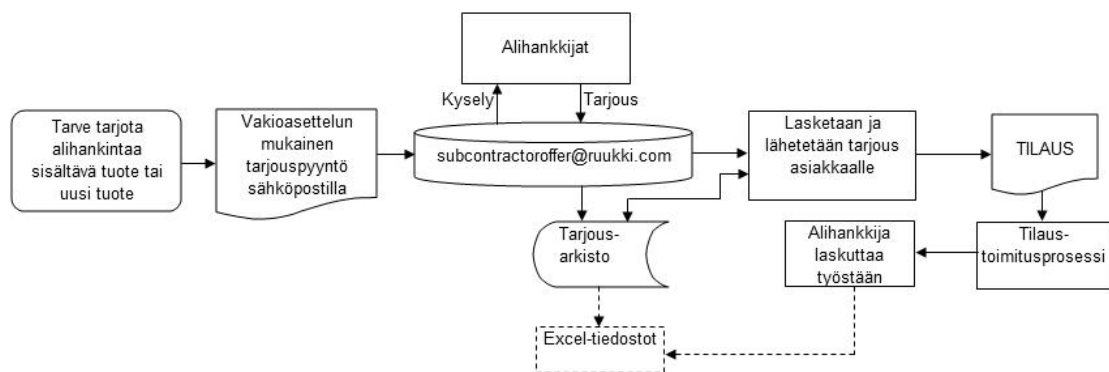 Alihankkijat
Kysely
Tarjous
Tarve tarjota
alihankintaa
sisältävä tuote tai
uusi tuote
Vakioasettelun
mukainen
tarjouspyyntö
sähköpostilla
subcontractoroffer@ruukki.com
Lasketaan ja
lähetetään tarjous
asiakkaalle
TILAUS
Tarjous-
arkisto
Alihankkija
laskuttaa
työstään
Tilaus-
toimitusprosessi
Excel-tiedostot